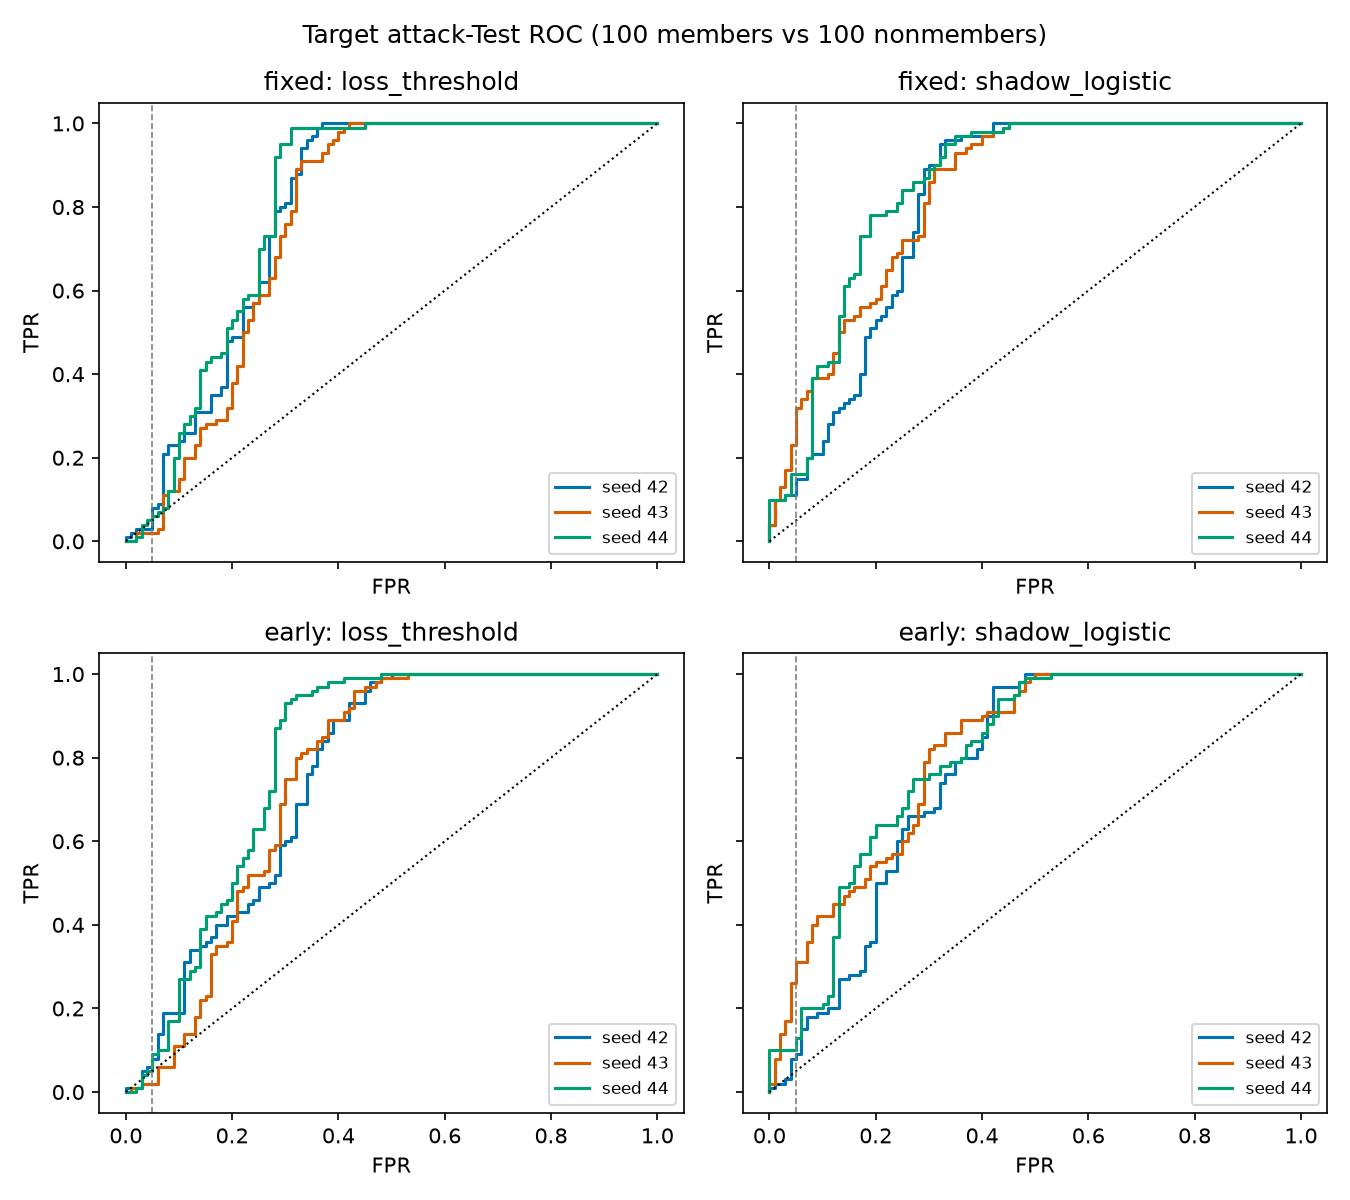 Target attack-Test ROC (100 members vs 100 nonmembers)
fixed: loss_threshold
TPR
1.0
0.8
0.6
0.4
0.2
0.0
seed 42
seed 43
seed 44
FPR
fixed: shadow_logistic
TPR
seed 42
seed 43
seed 44
FPR
early: loss_threshold
TPR
1.0
0.8
0.6
0.4
0.2
0.0
seed 42
seed 43
seed 44
0.0 0.2 0.4 0.6 0.8 1.0
FPR
early: shadow_logistic
TPR
seed 42
seed 43
seed 44
0.0 0.2 0.4 0.6 0.8 1.0
FPR